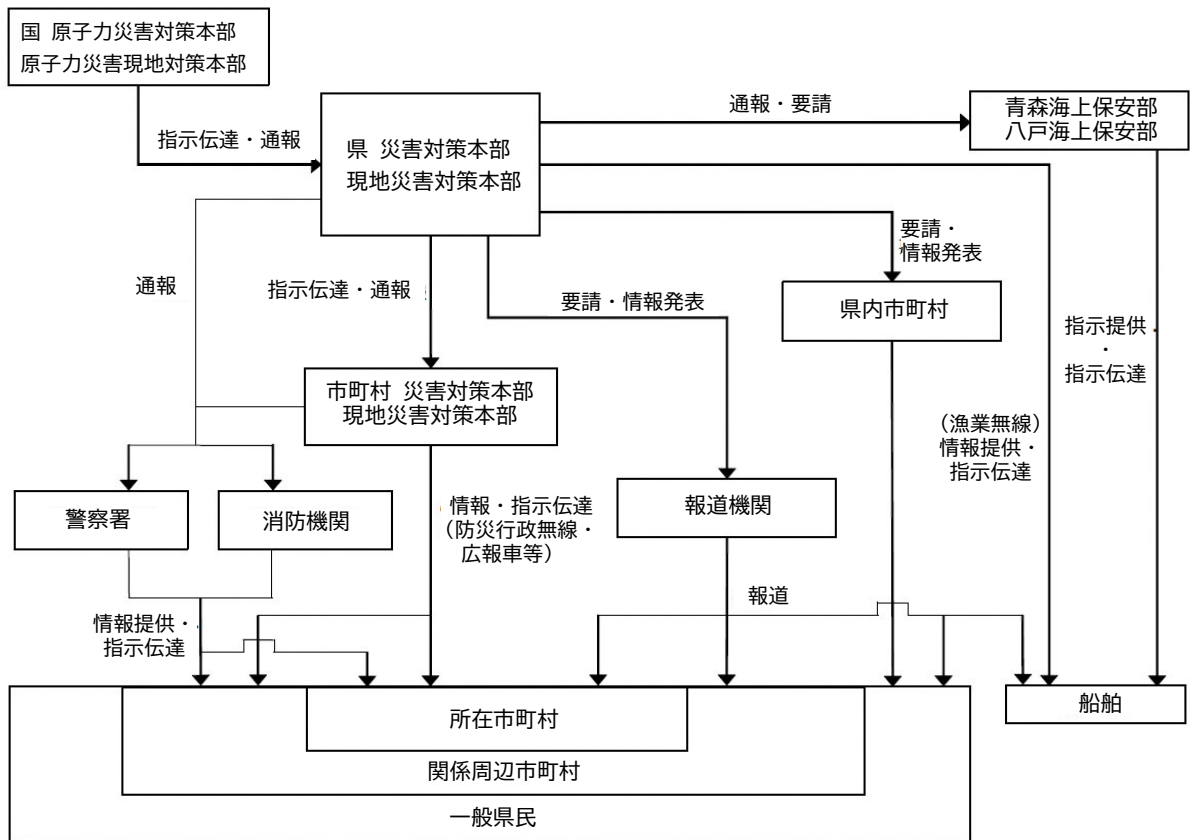 国 原子力災害対策本部
原子力災害現地対策本部
通報・要請
青森海上保安部
八戸海上保安部
指示伝達・通報
県 災害対策本部
現地災害対策本部
要請・
情報発表
通報
指示伝達・通報
要請・情報発表
県内市町村
指示提供
・
指示伝達
市町村 災害対策本部
現地災害対策本部
(漁業無線)
情報提供・
指示伝達
警察署
消防機関
情報・指示伝達
(防災行政無線・
広報車等)
報道機関
報道
情報提供・
指示伝達
所在市町村
船舶
関係周辺市町村
一般県民